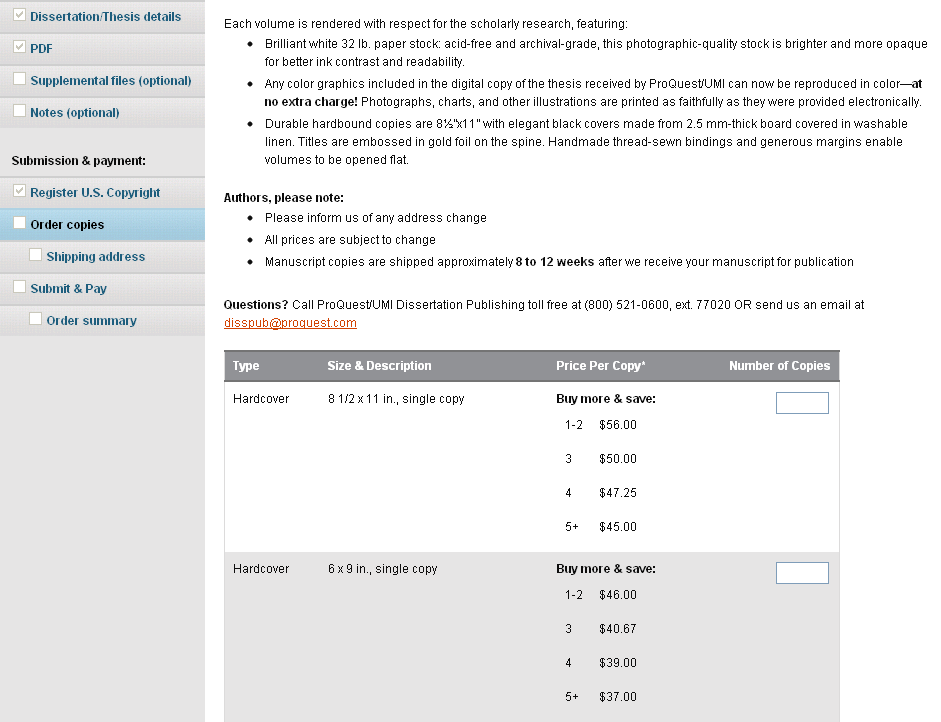 Dissertation/Thesis details
PDF
Supplemental files (optional)
Notes (optional)
Submission & payment:
Register U.S. Copyright
Order copies
Shipping address
Submit & Pay
Order summary
Each volume is rendered with respect for the scholarly research, featuring:
• Brilliant white 32 lb. paper stock: acid-free and archival-grade, this photographic-quality stock is brighter and more opaque
for better ink contrast and readability.
• Any color graphics included in the digital copy of the thesis received by ProQuest/UMI can now be reproduced in color—at
no extra charge! Photographs, charts, and other illustrations are printed as faithfully as they were provided electronically.
• Durable hardbound copies are 8½"x11" with elegant black covers made from 2.5 mm-thick board covered in washable
linen. Titles are embossed in gold foil on the spine. Handmade thread-sewn bindings and generous margins enable
volumes to be opened flat.
Authors, please note:
• Please inform us of any address change
• All prices are subject to change
• Manuscript copies are shipped approximately 8 to 12 weeks after we receive your manuscript for publication
Questions? Call ProQuest/UMI Dissertation Publishing toll free at (800) 521-0600, ext. 77020 OR send us an email at
disspub@proquest.com
Type Size & Description Price Per Copy* Number of Copies
Hardcover 8 1/2 x 11 in., single copy Buy more & save:
1-2 $56.00
3 $50.00
4 $47.25
5+ $45.00
Hardcover 6 x 9 in., single copy Buy more & save:
1-2 $46.00
3 $40.67
4 $39.00
5+ $37.00